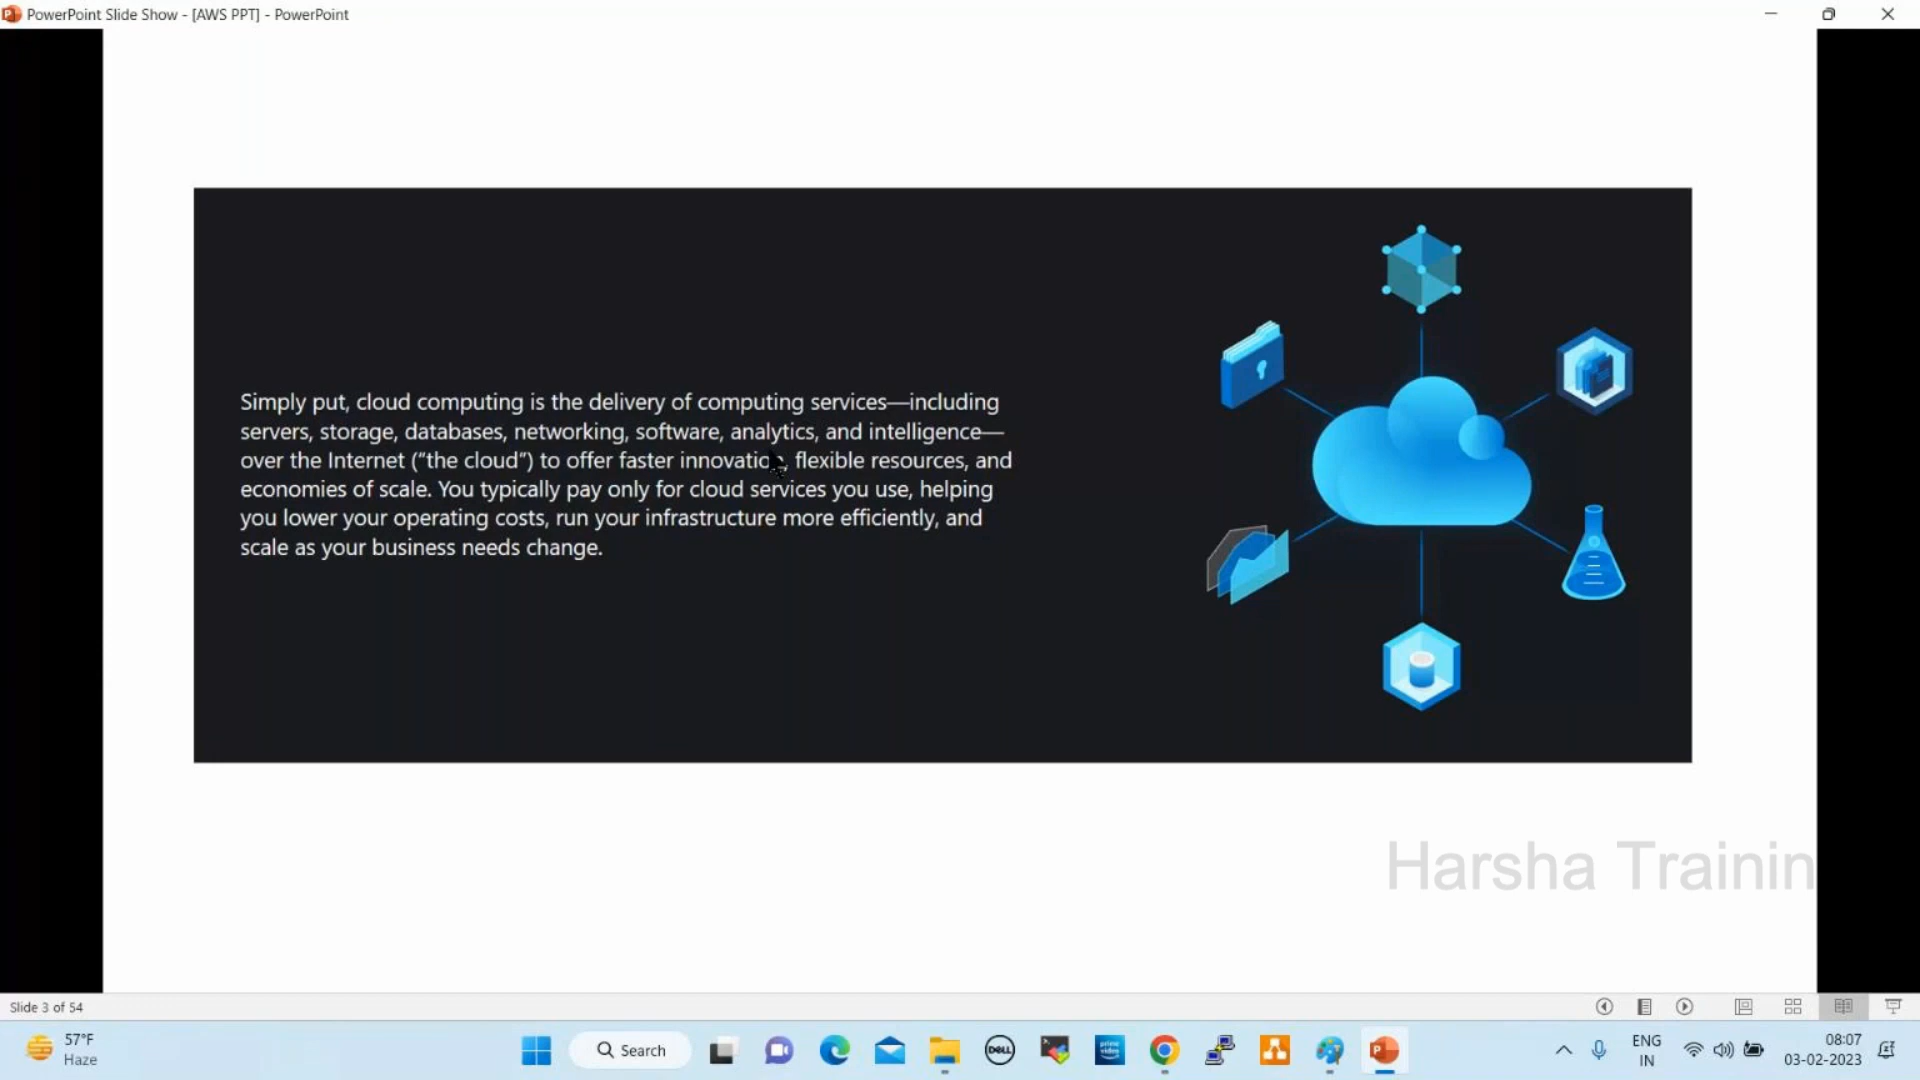 PowerPoint Slide Show - [AWS PPT] - PowerPoint
Simply put, cloud computing is the delivery of computing services—including
servers, storage, databases, networking, software, analytics, and intelligence—
over the Internet (“the cloud”) to offer faster innovation, flexible resources, and
economies of scale. You typically pay only for cloud services you use, helping
you lower your operating costs, run your infrastructure more efficiently, and
scale as your business needs change.
Harsha Trainin
Slide 3 of 54
57°F
Haze
Search
DELL
prime
video
ENG
IN
08:07
03-02-2023